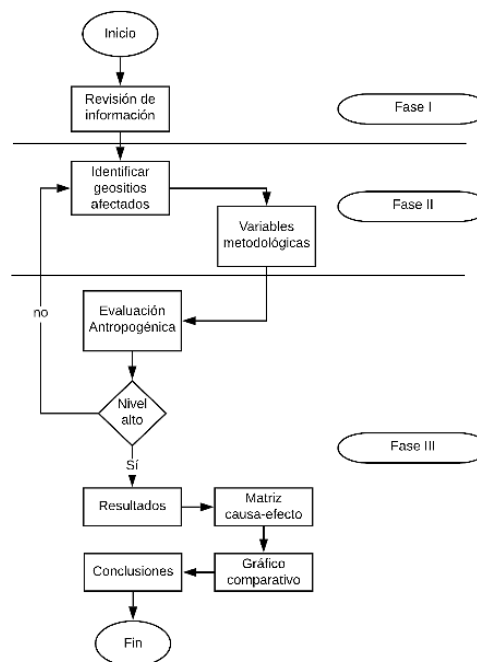 Inicio
Revisión de
información
Fase I
Identificar
geositios
afectados
Fase II
Variables
metodológicas
no
Evaluación
Antropogénica
Nivel
alto
Fase III
Sí
Resultados
Matriz
causa-efecto
Conclusiones
Gráfico
comparativo
Fin